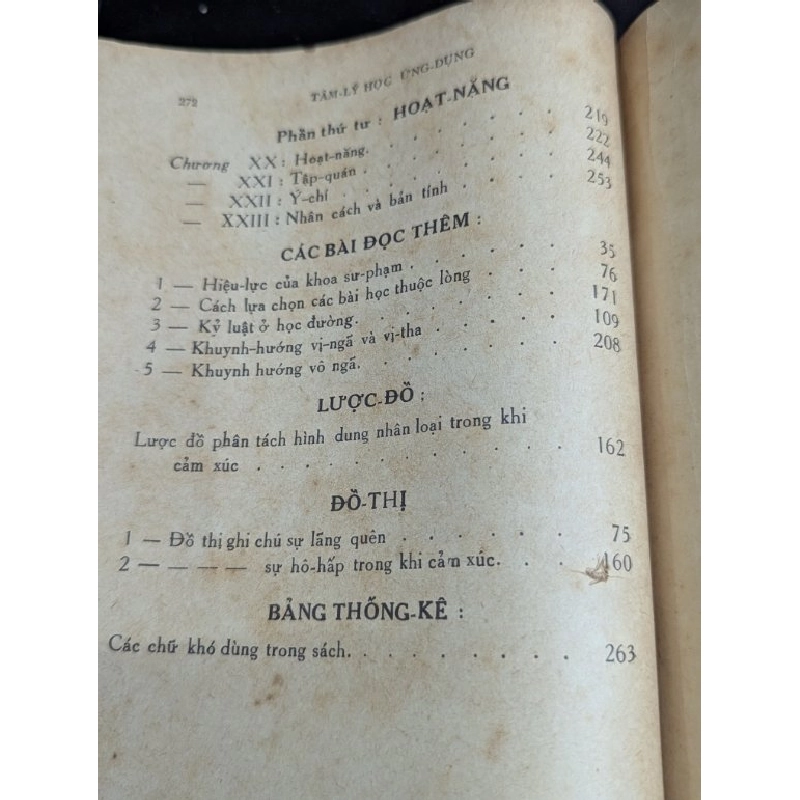 272 TÂM-LÝ HỌC ỨNG-DỤNG
Phần thứ tư : HOẠT-NĂNG
Chương XX : Hoạt-năng. . . . . . . . 219
— XXI : Tập-quán . . . . . . . . 222
— XXII : Ý-chí . . . . . . . . 244
— XXIII : Nhân cách và bản tính . . . . 253
CÁC BÀI ĐỌC THÊM :
1 — Hiệu-lực của khoa sư-phạm . . . . . . 35
2 — Cách lựa chọn các bài học thuộc lòng . . . . 76
3 — Kỷ luật ở học đường. . . . . . . . 171
4 — Khuynh-hướng vị-ngã và vị-tha . . . . . . 109
5 — Khuynh hướng vô ngã. . . . . . . . 208
LƯỢC-ĐỒ :
Lược đồ phân tách hình dung nhân loại trong khi
cảm xúc . . . . . . . . . . . 162
ĐỒ-THỊ
1 — Đồ thị ghi chú sự lãng quên . . . . . . 75
2 — — — — sự hô-hấp trong khi cảm xúc. . . 160
BẢNG THỐNG-KÊ :
Các chữ khó dùng trong sách. . . . . . . . . 263